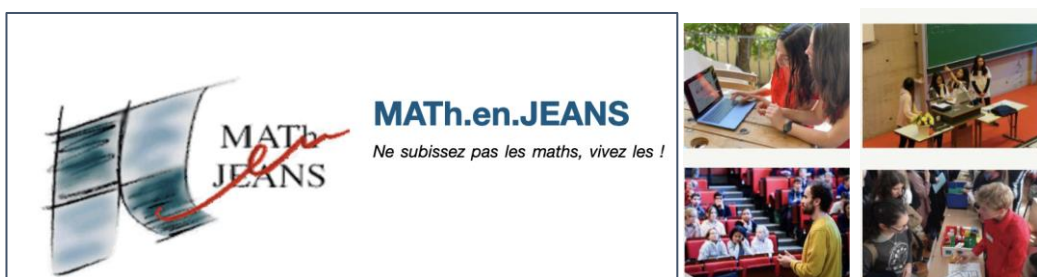 MATh
en
JEANS
MATh.en.JEANS
Ne subissez pas les maths, vivez les !